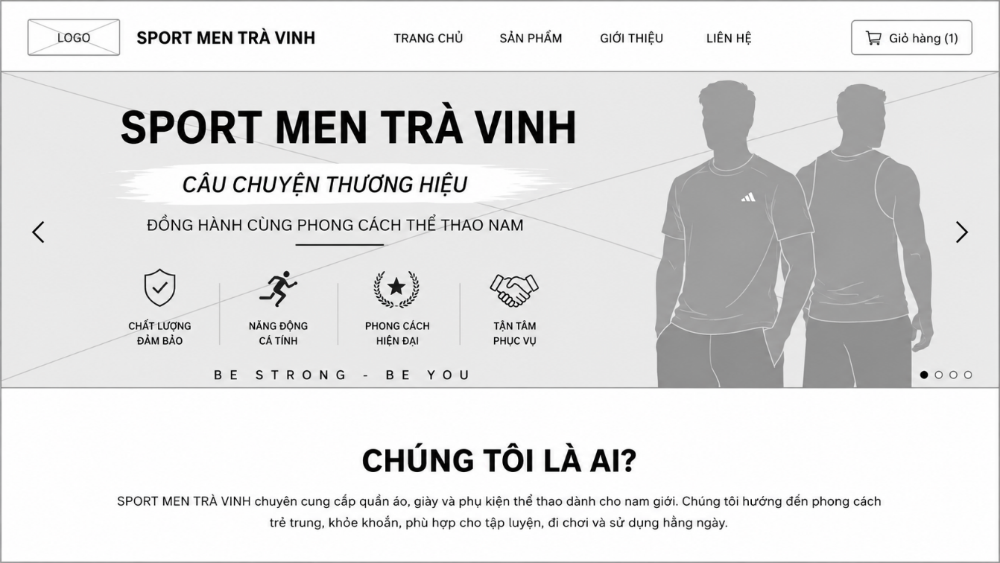 LOGO
SPORT MEN TRÀ VINH
TRANG CHỦ
SẢN PHẨM
GIỚI THIỆU
LIÊN HỆ
Giỏ hàng (1)
SPORT MEN TRÀ VINH
CÂU CHUYỆN THƯƠNG HIỆU
ĐỒNG HÀNH CÙNG PHONG CÁCH THỂ THAO NAM
CHẤT LƯỢNG
ĐẢM BẢO
NĂNG ĐỘNG
CÁ TÍNH
PHONG CÁCH
HIỆN ĐẠI
TẬN TÂM
PHỤC VỤ
BE STRONG - BE YOU
CHÚNG TÔI LÀ AI?
SPORT MEN TRÀ VINH chuyên cung cấp quần áo, giày và phụ kiện thể thao dành cho nam giới. Chúng tôi hướng đến phong cách
trẻ trung, khỏe khoắn, phù hợp cho tập luyện, đi chơi và sử dụng hằng ngày.